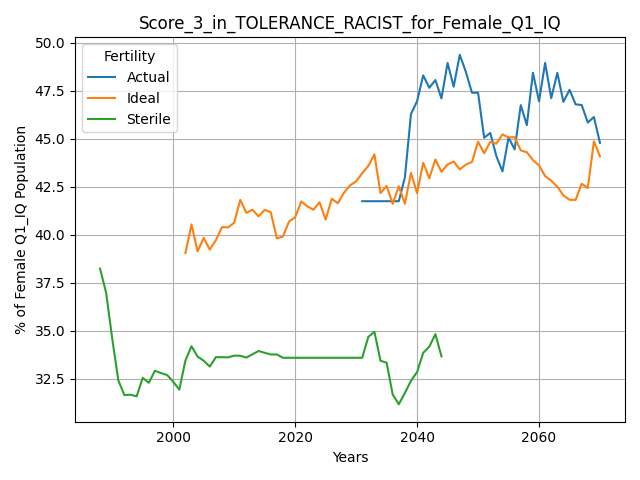 Score_3_in_TOLERANCE_RACIST_for_Female_Q1_IQ
Fertility
Actual
Ideal
Sterile
% of Female Q1_IQ Population
50.0
47.5
45.0
42.5
40.0
37.5
35.0
32.5
2000
2020
2040
2060
Years